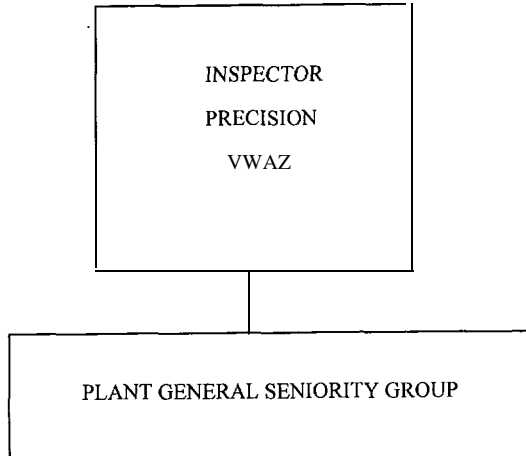 INSPECTOR
PRECISION
VWAZ
PLANT GENERAL SENIORITY GROUP